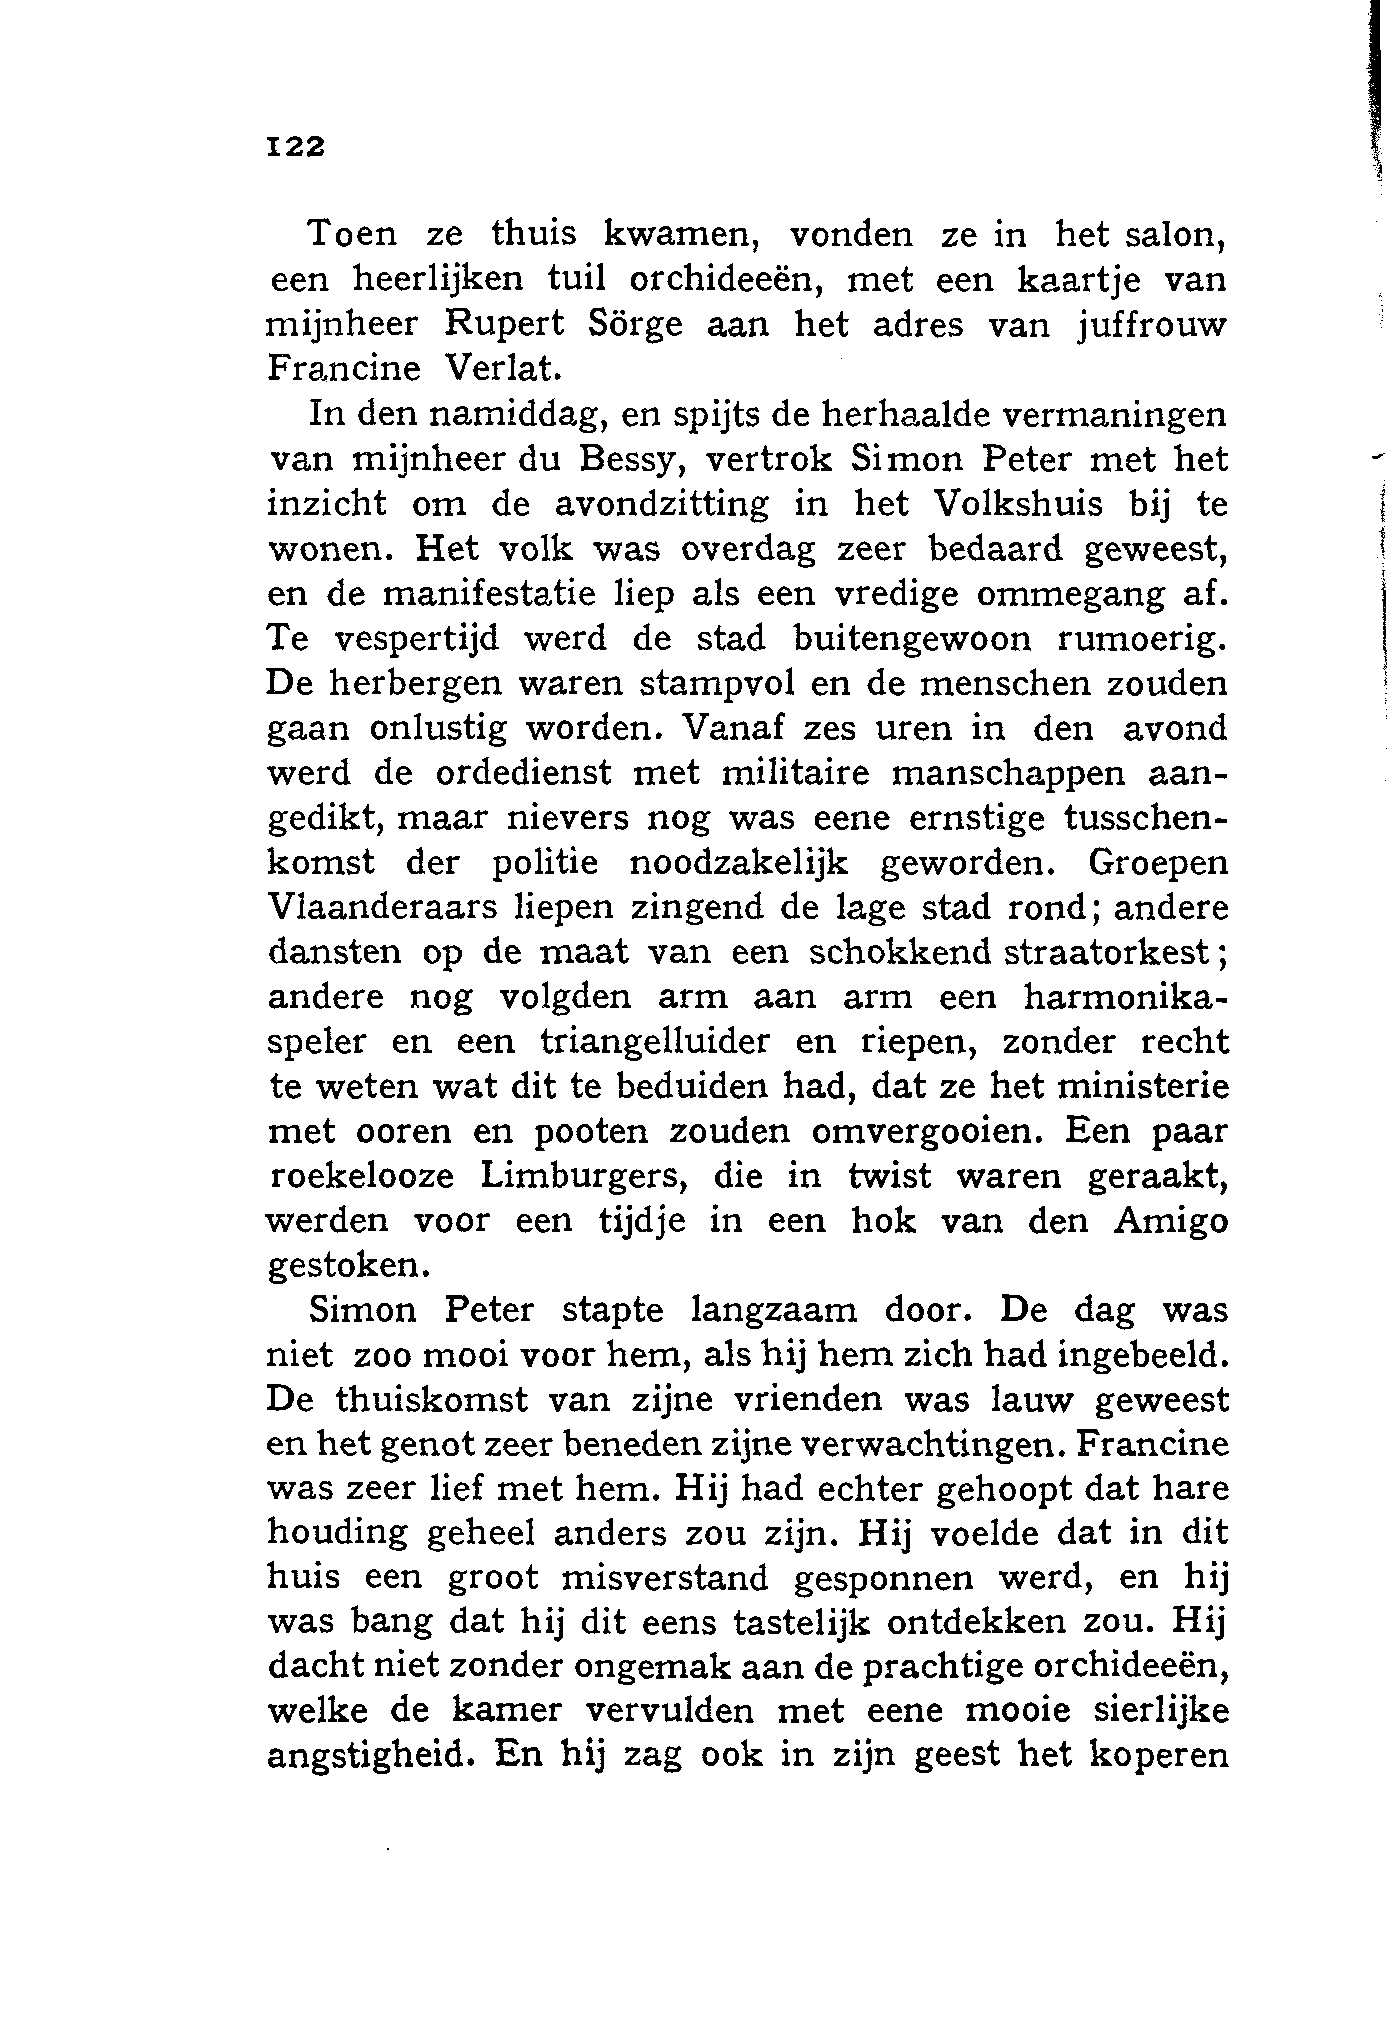 122
Toen ze thuis kwamen, vonden ze in het salon,
een heerlijken tuil orchideeën, met een kaartje van
mijnheer Rupert Sörge aan het adres van juffrouw
Francine Verlat.
In den namiddag, en spijts de herhaalde vermaningen
van mijnheer du Bessy, vertrok Simon Peter met het
inzicht om de avondzitting in het Volkshuis bij te
wonen. Het volk was overdag zeer bedaard geweest,
en de manifestatie liep als een vredige ommegang af.
Te vespertijd werd de stad buitengewoon rumoerig.
De herbergen waren stampvol en de menschen zouden
gaan onlustig worden. Vanaf zes uren in den avond
werd de ordedienst met militaire manschappen aan-
gedikt, maar nievers nog was eene ernstige tusschen-
komst der politie noodzakelijk geworden. Groepen
Vlaanderaars liepen zingend de lage stad rond; andere
dansten op de maat van een schokkend straatorkest;
andere nog volgden arm aan arm een harmonika-
speler en een triangelluider en riepen, zonder recht
te weten wat dit te beduiden had, dat ze het ministerie
met ooren en pooten zouden omvergooien. Een paar
roekelooze Limburgers, die in twist waren geraakt,
werden voor een tijdje in een hok van den Amigo
gestoken.
Simon Peter stapte langzaam door. De dag was
niet zoo mooi voor hem, als hij hem zich had ingebeeld.
De thuiskomst van zijne vrienden was lauw geweest
en het genot zeer beneden zijne verwachtingen. Francine
was zeer lief met hem. Hij had echter gehoopt dat hare
houding geheel anders zou zijn. Hij voelde dat in dit
huis een groot misverstand gesponnen werd, en hij
was bang dat hij dit eens tastelijk ontdekken zou. Hij
dacht niet zonder ongemak aan de prachtige orchideeën,
welke de kamer vervulden met eene mooie sierlijke
angstigheid. En hij zag ook in zijn geest het koperen